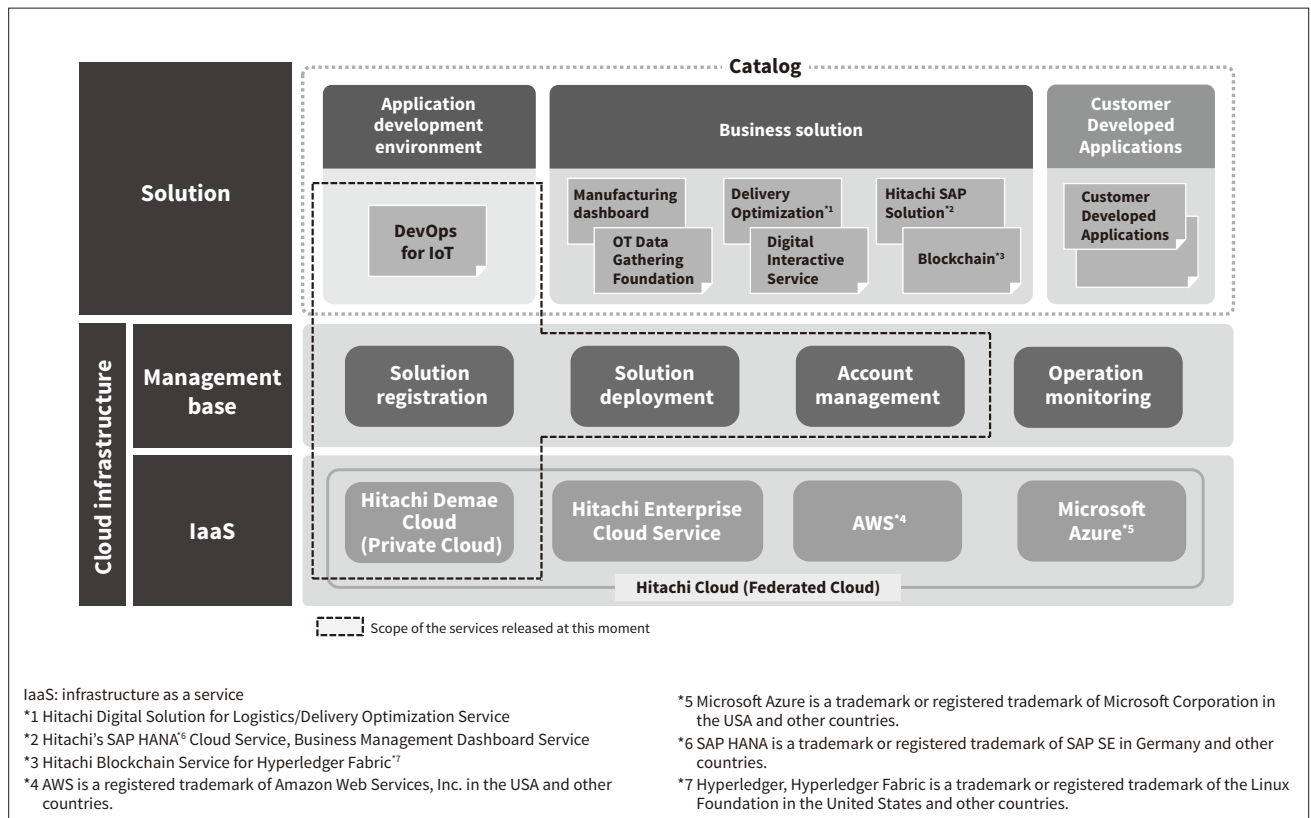 Catalog
Solution
Application
development
environment
Business solution
Customer
Developed
Applications
DevOps
for IoT
Manufacturing
dashboard
OT Data
Gathering
Foundation
Delivery
Optimization*1
Digital
Interactive
Service
Hitachi SAP
Solution*2
Blockchain*3
Customer
Developed
Applications
Cloud infrastructure
Management
base
Solution
registration
Solution
deployment
Account
management
Operation
monitoring
IaaS
Hitachi Demae
Cloud
(Private Cloud)
Hitachi Enterprise
Cloud Service
AWS*4
Microsoft
Azure*5
Hitachi Cloud (Federated Cloud)
Scope of the services released at this moment
IaaS: infrastructure as a service
*1 Hitachi Digital Solution for Logistics/Delivery Optimization Service
*2 Hitachi's SAP HANA*6 Cloud Service, Business Management Dashboard Service
*3 Hitachi Blockchain Service for Hyperledger Fabric*7
*4 AWS is a registered trademark of Amazon Web Services, Inc. in the USA and other
countries.
*5 Microsoft Azure is a trademark or registered trademark of Microsoft Corporation in
the USA and other countries.
*6 SAP HANA is a trademark or registered trademark of SAP SE in Germany and other
countries.
*7 Hyperledger, Hyperledger Fabric is a trademark or registered trademark of the Linux
Foundation in the United States and other countries.